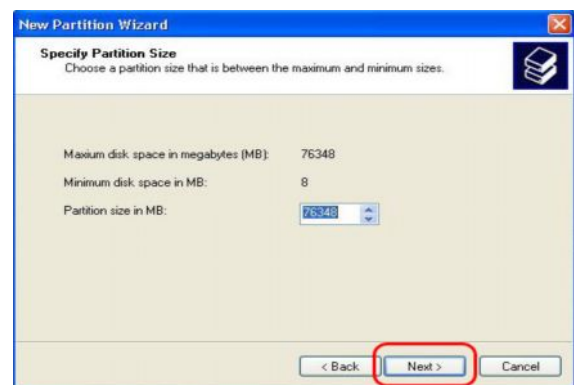 New Partition Wizard
Specify Partition Size
Choose a partition size that is between the maximum and minimum sizes.
Maxium disk space in megabytes (MB): 76348
Minimum disk space in MB: 8
Partition size in MB: 76348
< Back Next > Cancel